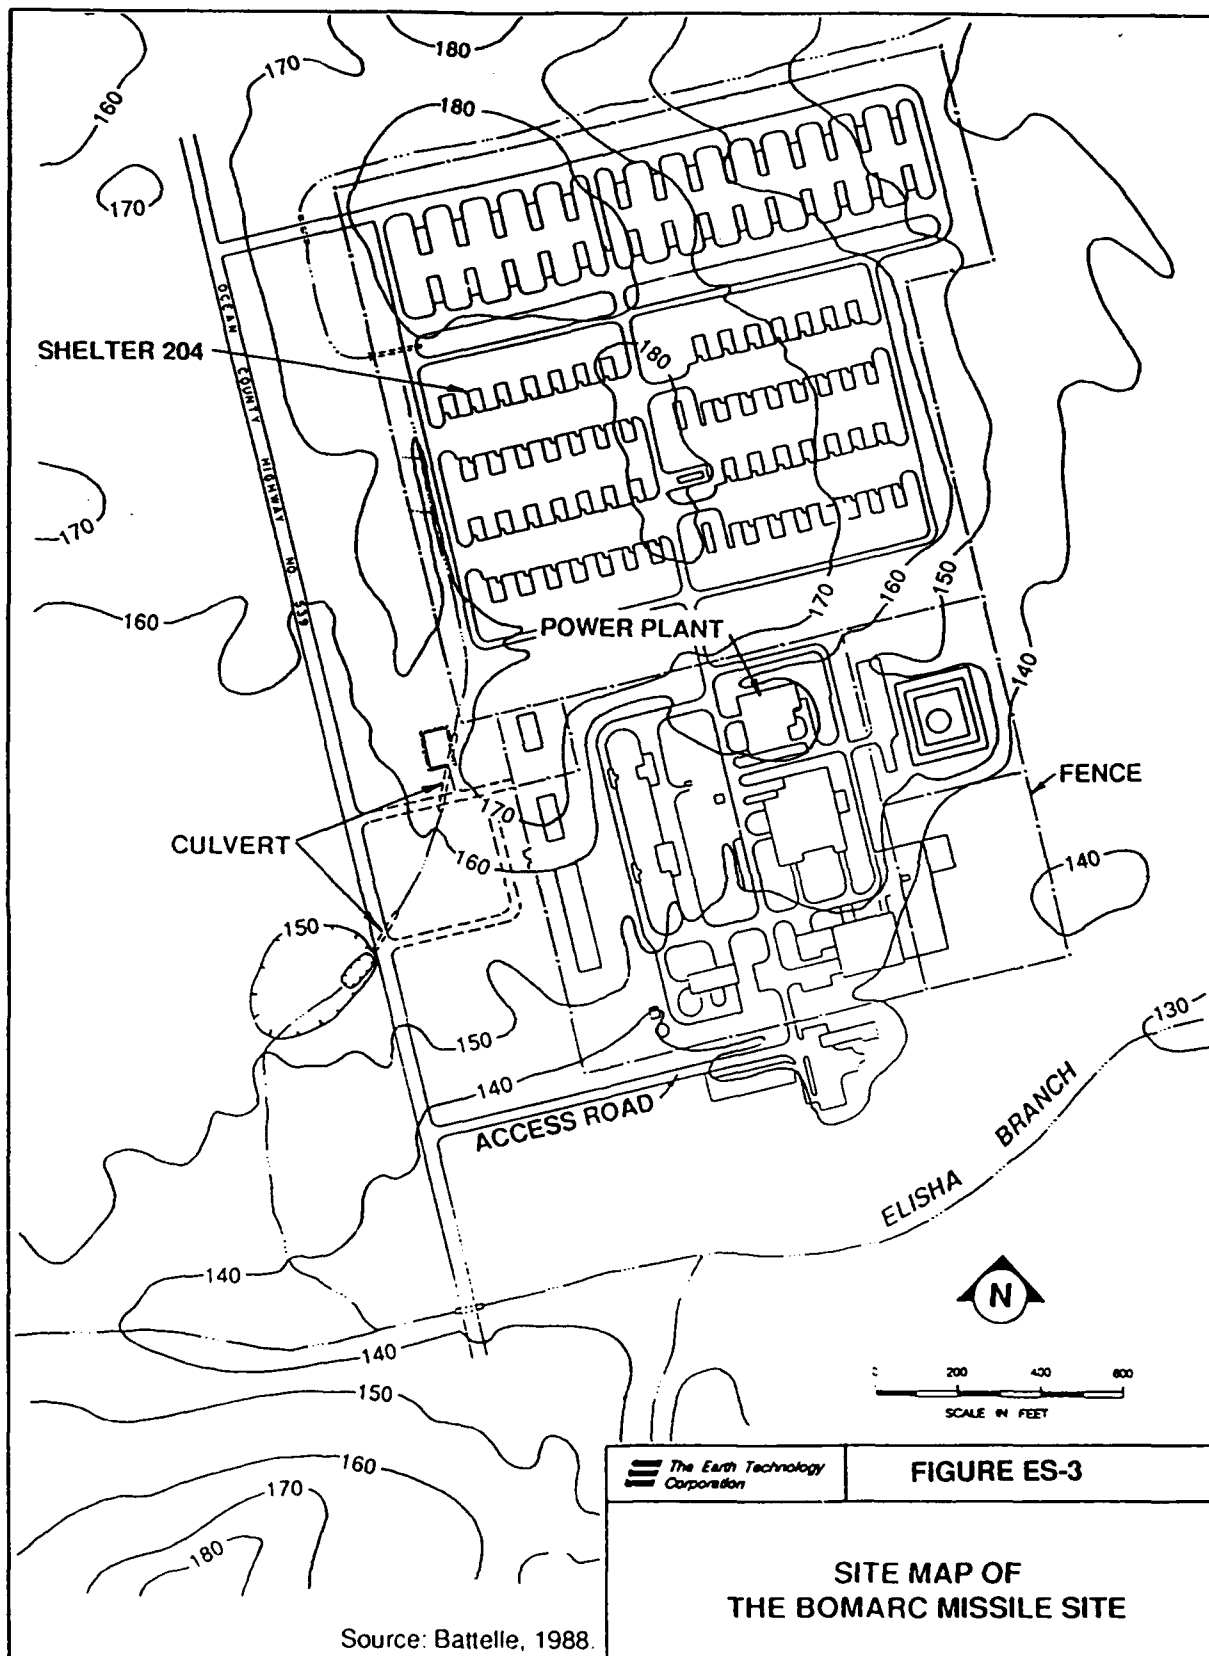 180
170
160
180
170
OCEAN COUNTY HIGHWAY NO 539
SHELTER 204
180
170
160
170
160
150
POWER PLANT
140
FENCE
170
CULVERT
160
140
150
150
130
140
ACCESS ROAD
ELISHA BRANCH
140
N
140
150
0 200 400 600
SCALE IN FEET
160
170
180
The Earth Technology
Corporation
FIGURE ES-3
SITE MAP OF
THE BOMARC MISSILE SITE
Source: Battelle, 1988.